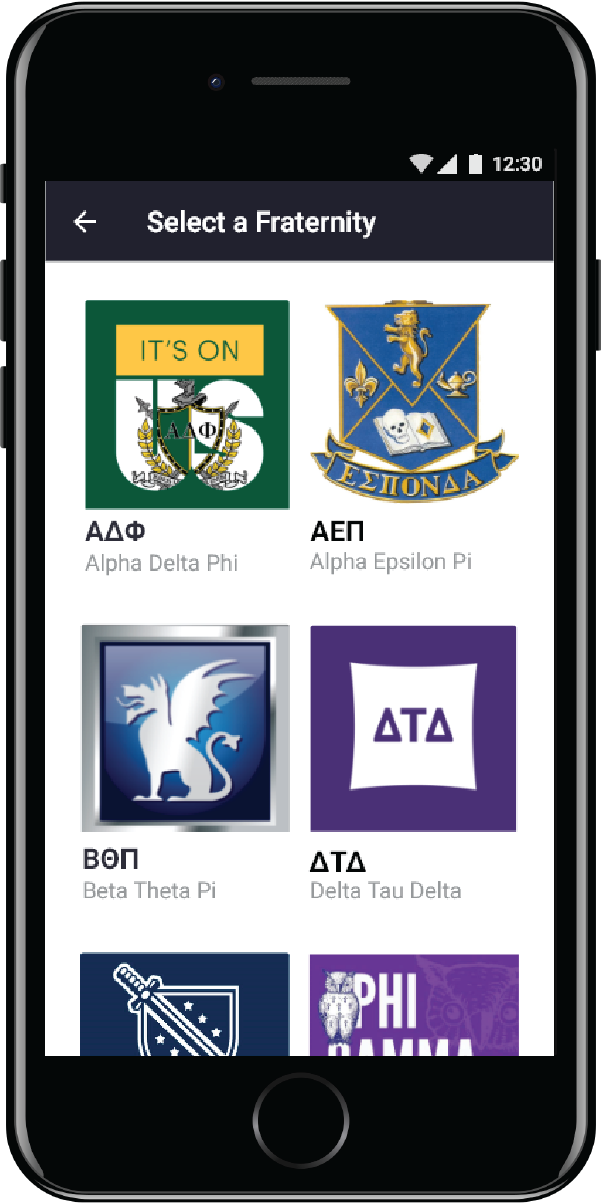 12:30
Select a Fraternity
IT'S ON
US
ΑΔΦ
ΑΔΦ
Alpha Delta Phi
ΕΣΠΟΝΔΑ
ΑΕΠ
Alpha Epsilon Pi
ΒΘΠ
Beta Theta Pi
ΔΤΔ
ΔΤΔ
Delta Tau Delta
PHI
GAMMA